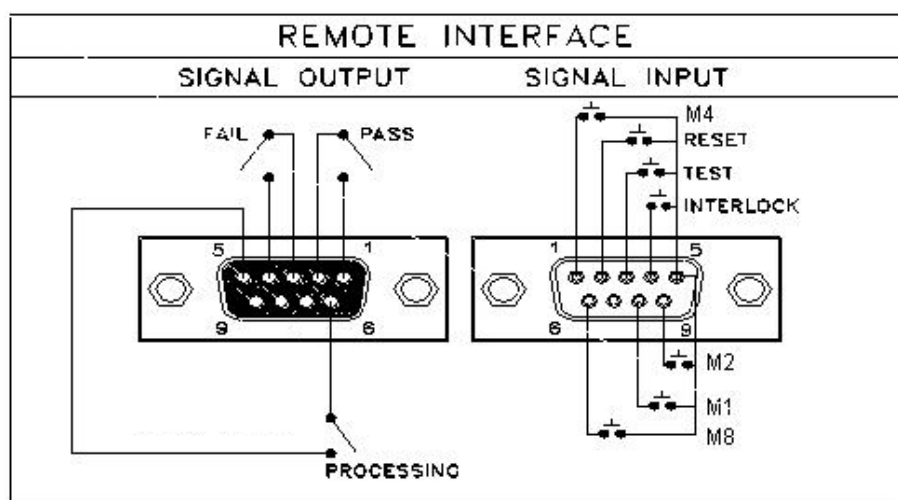 REMOTE INTERFACE
SIGNAL OUTPUT
SIGNAL INPUT
FAIL
PASS
M4
RESET
TEST
INTERLOCK
5
1
1
5
9
6
6
9
M2
M1
M8
PROCESSING